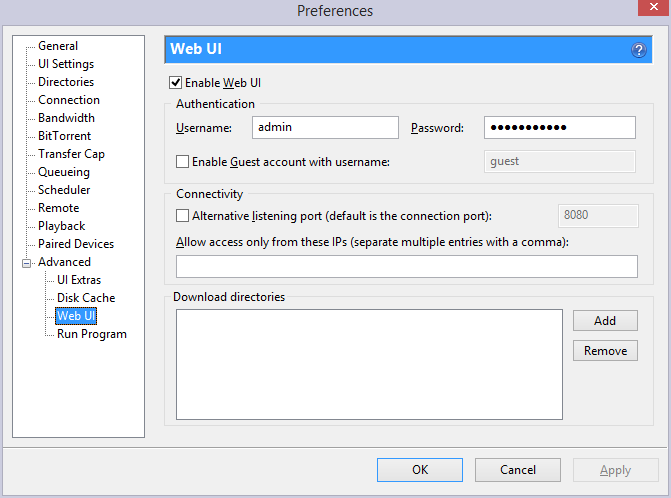 Preferences
General
UI Settings
Directories
Connection
Bandwidth
BitTorrent
Transfer Cap
Queueing
Scheduler
Remote
Playback
Paired Devices
Advanced
UI Extras
Disk Cache
Web UI
Run Program
Web UI
Enable Web UI
Authentication
Username: admin Password: ●●●●●●●●●●●
Enable Guest account with username: guest
Connectivity
Alternative listening port (default is the connection port): 8080
Allow access only from these IPs (separate multiple entries with a comma):
Download directories
Add
Remove
OK Cancel Apply